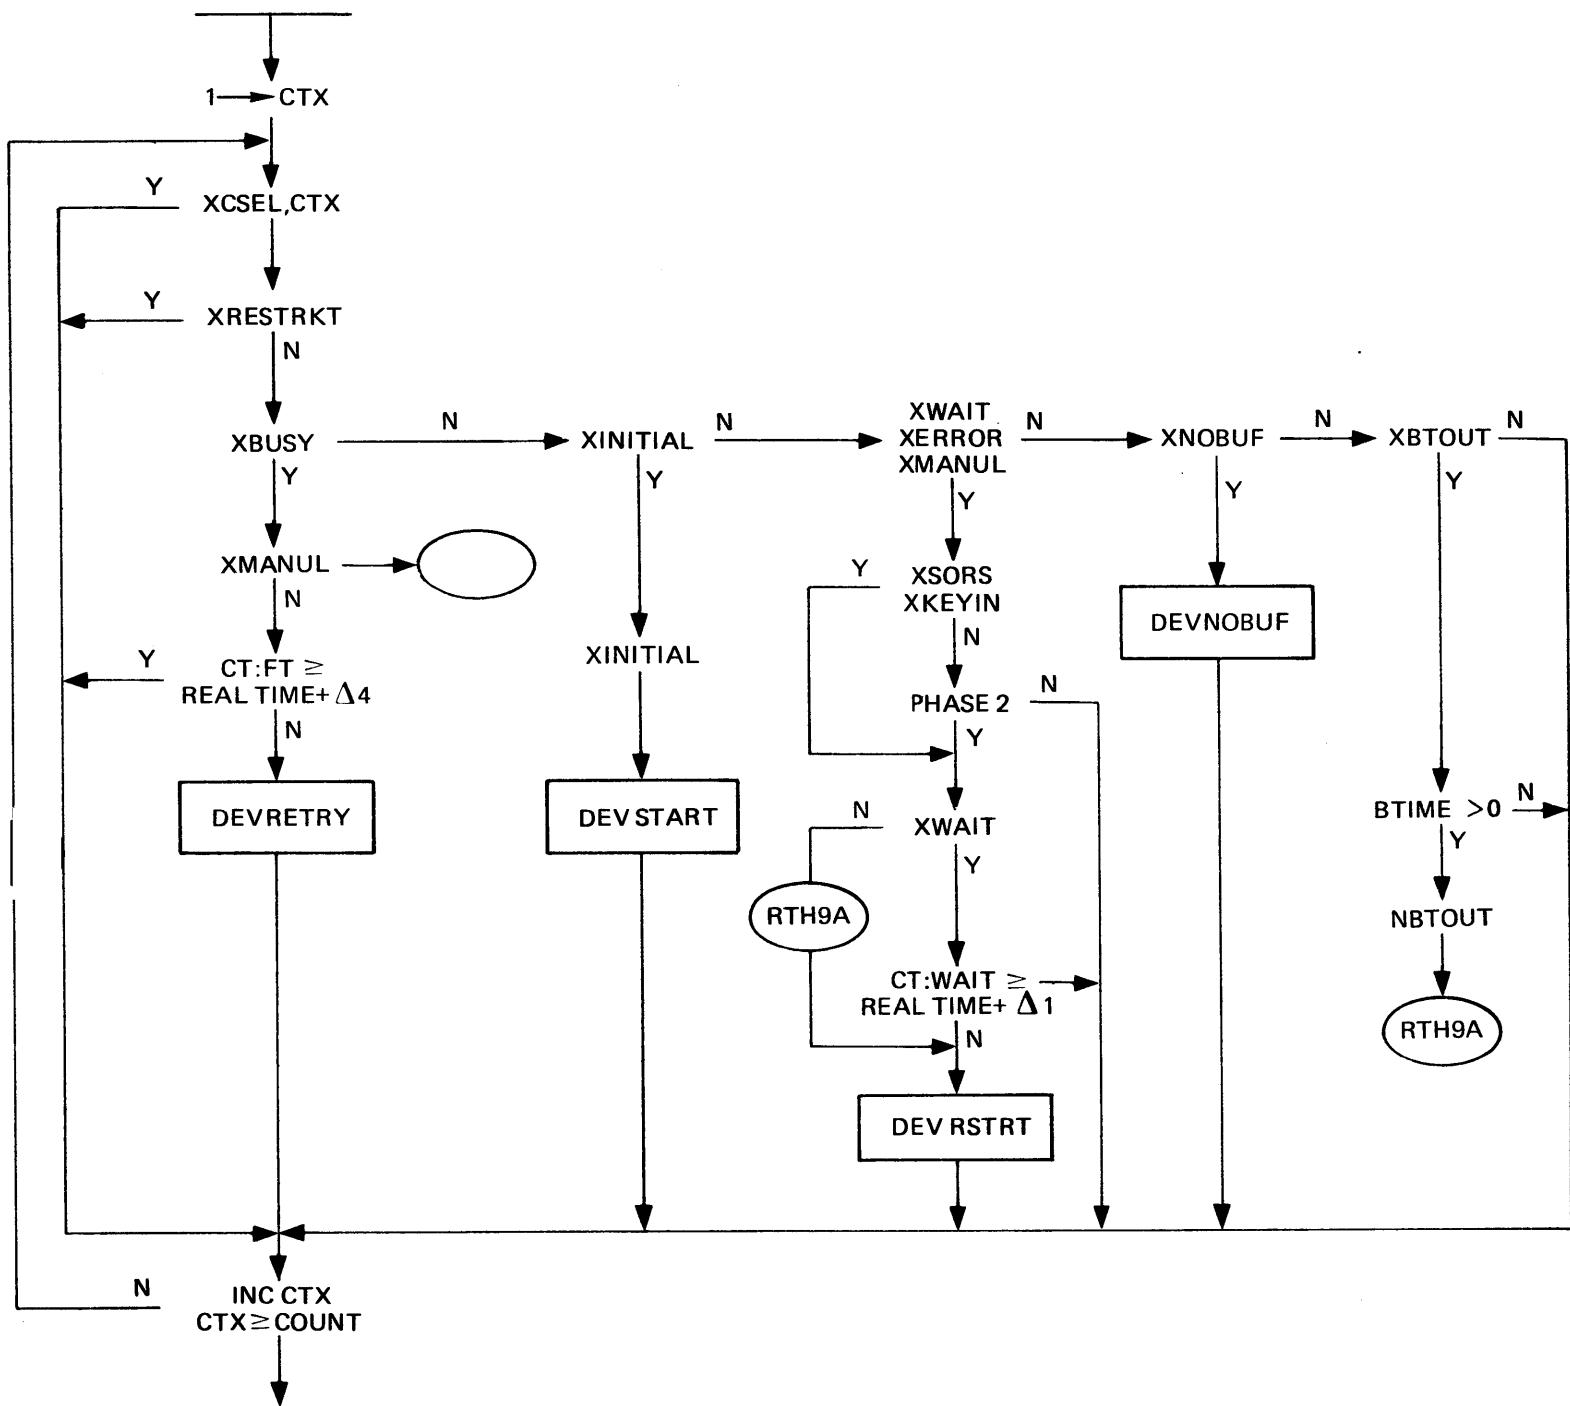 1 CTX
Y
XCSEL,CTX
Y
XRESTRKT
N
XBUSY
N
XINITIAL
N
XWAIT
XERROR
XMANUL
N
XNOBUF
N
XBTOUT
N
Y
Y
Y
Y
Y
XMANUL
N
Y
XSORS
XKEYIN
N
DEVNOBUF
XINITIAL
Y
CT:FT ≥
REAL TIME+ Δ4
N
PHASE 2
N
Y
DEVRETRY
DEV START
N
XWAIT
Y
BTIME >0
N
Y
RTH9A
NBTOUT
CT:WAIT ≥
REAL TIME+ Δ1
N
RTH9A
DEV RSTRT
N
INC CTX
CTX≥COUNT